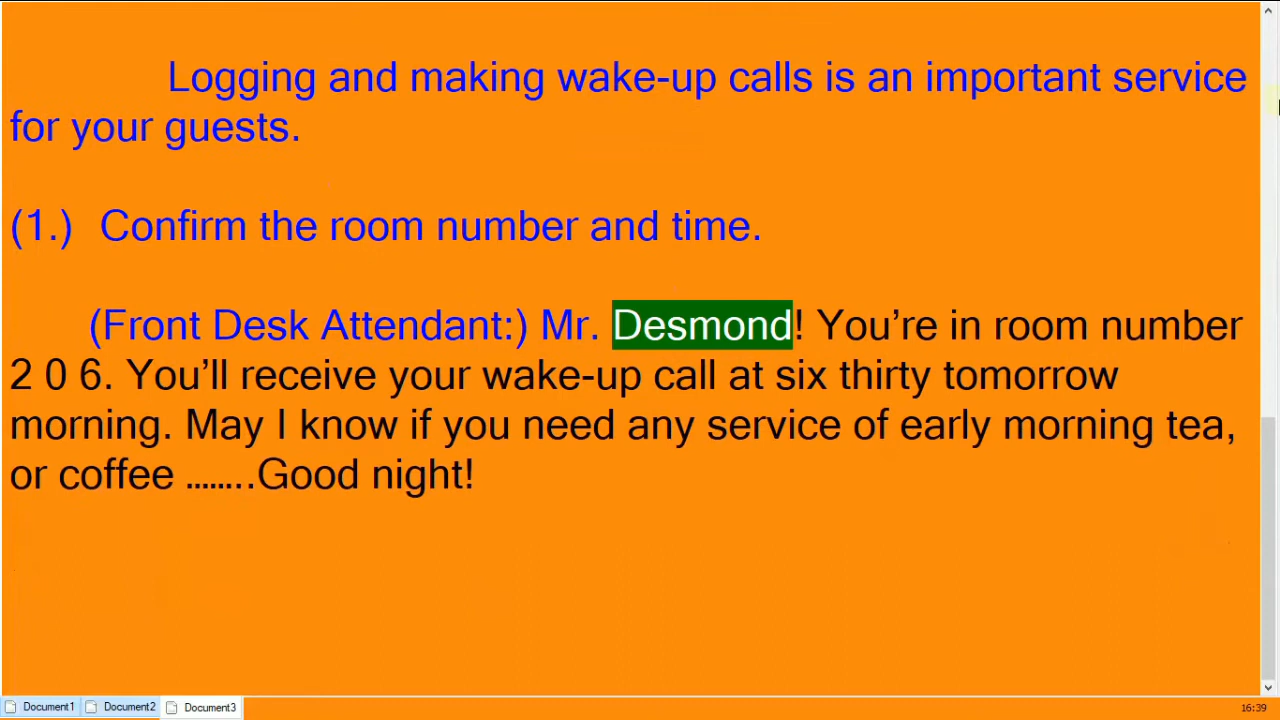 Logging and making wake-up calls is an important service
for your guests.
(1.) Confirm the room number and time.
(Front Desk Attendant:) Mr. Desmond! You’re in room number
2 0 6. You’ll receive your wake-up call at six thirty tomorrow
morning. May I know if you need any service of early morning tea,
or coffee ……..Good night!
Document1 Document2 Document3 16:39